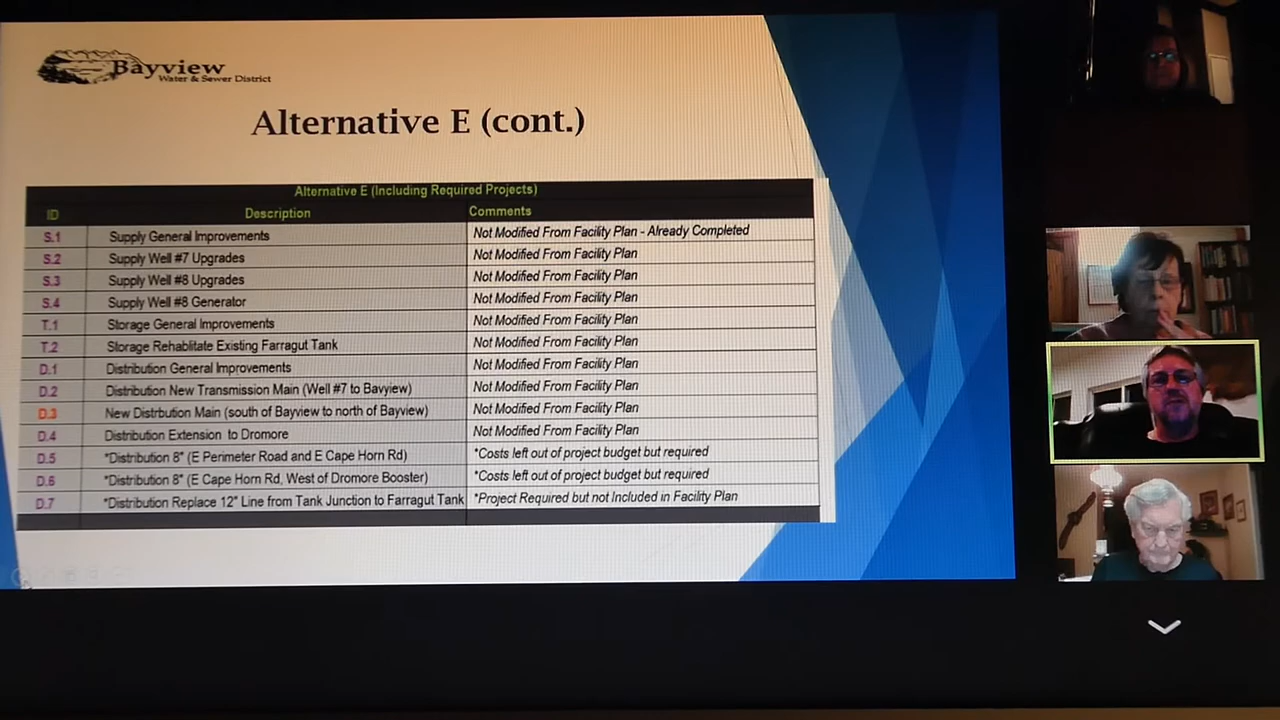 Bayview
Water & Sewer District
Alternative E (cont.)
Alternative E (Including Required Projects)
ID Description Comments
S.1 Supply General Improvements Not Modified From Facility Plan - Already Completed
S.2 Supply Well #7 Upgrades Not Modified From Facility Plan
S.3 Supply Well #8 Upgrades Not Modified From Facility Plan
S.4 Supply Well #8 Generator Not Modified From Facility Plan
T.1 Storage General Improvements Not Modified From Facility Plan
T.2 Storage Rehablitate Existing Farragut Tank Not Modified From Facility Plan
D.1 Distribution General Improvements Not Modified From Facility Plan
D.2 Distribution New Transmission Main (Well #7 to Bayview) Not Modified From Facility Plan
D.3 New Distrbution Main (south of Bayview to north of Bayview) Not Modified From Facility Plan
D.4 Distribution Extension to Dromore Not Modified From Facility Plan
D.5 *Distribution 8" (E Perimeter Road and E Cape Horn Rd) *Costs left out of project budget but required
D.6 *Distribution 8" (E Cape Horn Rd, West of Dromore Booster) *Costs left out of project budget but required
D.7 *Distribution Replace 12" Line from Tank Junction to Farragut Tank *Project Required but not Included in Facility Plan